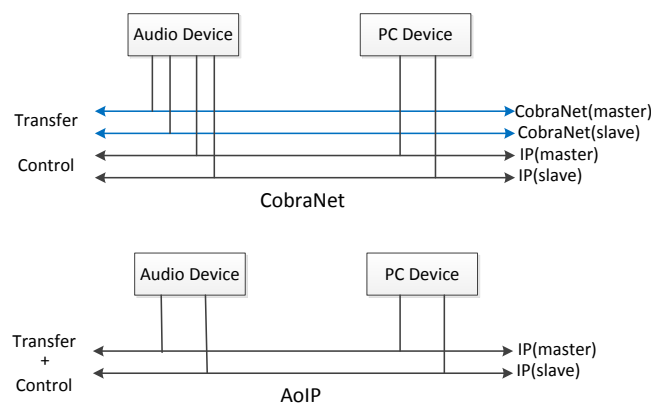 Audio Device
PC Device
Transfer
CobraNet(master)
CobraNet(slave)
Control
IP(master)
IP(slave)
CobraNet
Audio Device
PC Device
Transfer
+
Control
IP(master)
IP(slave)
AoIP